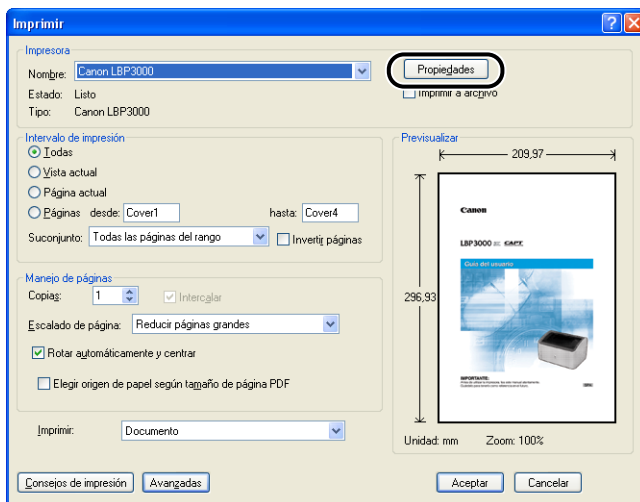 Imprimir
Impresora
Nombre: Canon LBP3000
Propiedades
Estado: Listo
Imprimir a archivo
Tipo: Canon LBP3000
Intervalo de impresión
Todas
Vista actual
Página actual
Páginas desde: Cover1 hasta: Cover4
Suconjunto: Todas las páginas del rango
Invertir páginas
Manejo de páginas
Copias: 1
Intercalar
Escalado de página: Reducir páginas grandes
Rotar automáticamente y centrar
Elegir origen de papel según tamaño de página PDF
Imprimir: Documento
Previsualizar
209,97
296,93
Canon
LBP3000 CAPT
Guía del usuario
IMPORTANTE:
Unidad: mm Zoom: 100%
Consejos de impresión
Avanzadas
Aceptar
Cancelar